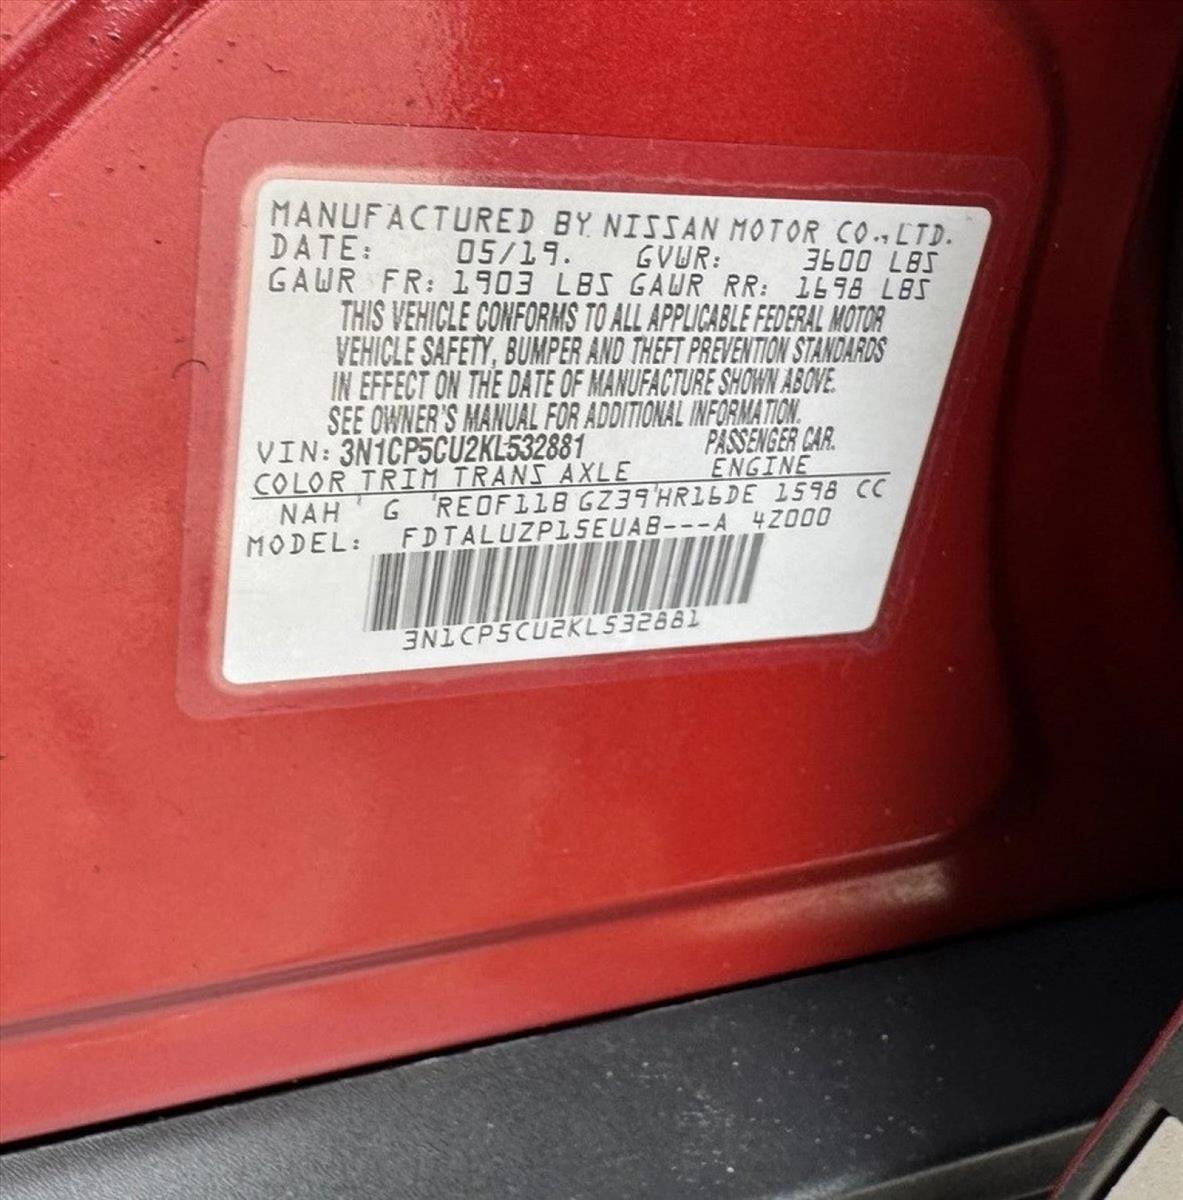 MANUFACTURED BY NISSAN MOTOR CO., LTD.
DATE: 05/19. GVWR: 3600 LBS
GAWR FR: 1903 LBS GAWR RR: 1698 LBS
THIS VEHICLE CONFORMS TO ALL APPLICABLE FEDERAL MOTOR
VEHICLE SAFETY, BUMPER AND THEFT PREVENTION STANDARDS
IN EFFECT ON THE DATE OF MANUFACTURE SHOWN ABOVE.
SEE OWNER'S MANUAL FOR ADDITIONAL INFORMATION.
VIN: 3N1CP5CU2KL532881 PASSENGER CAR.
COLOR TRIM TRANS AXLE ENGINE
NAH G RE0F11B GZ39 HR16DE 1598 CC
MODEL: FDTALUZP15EUAB---A 4Z000
3N1CP5CU2KL532881